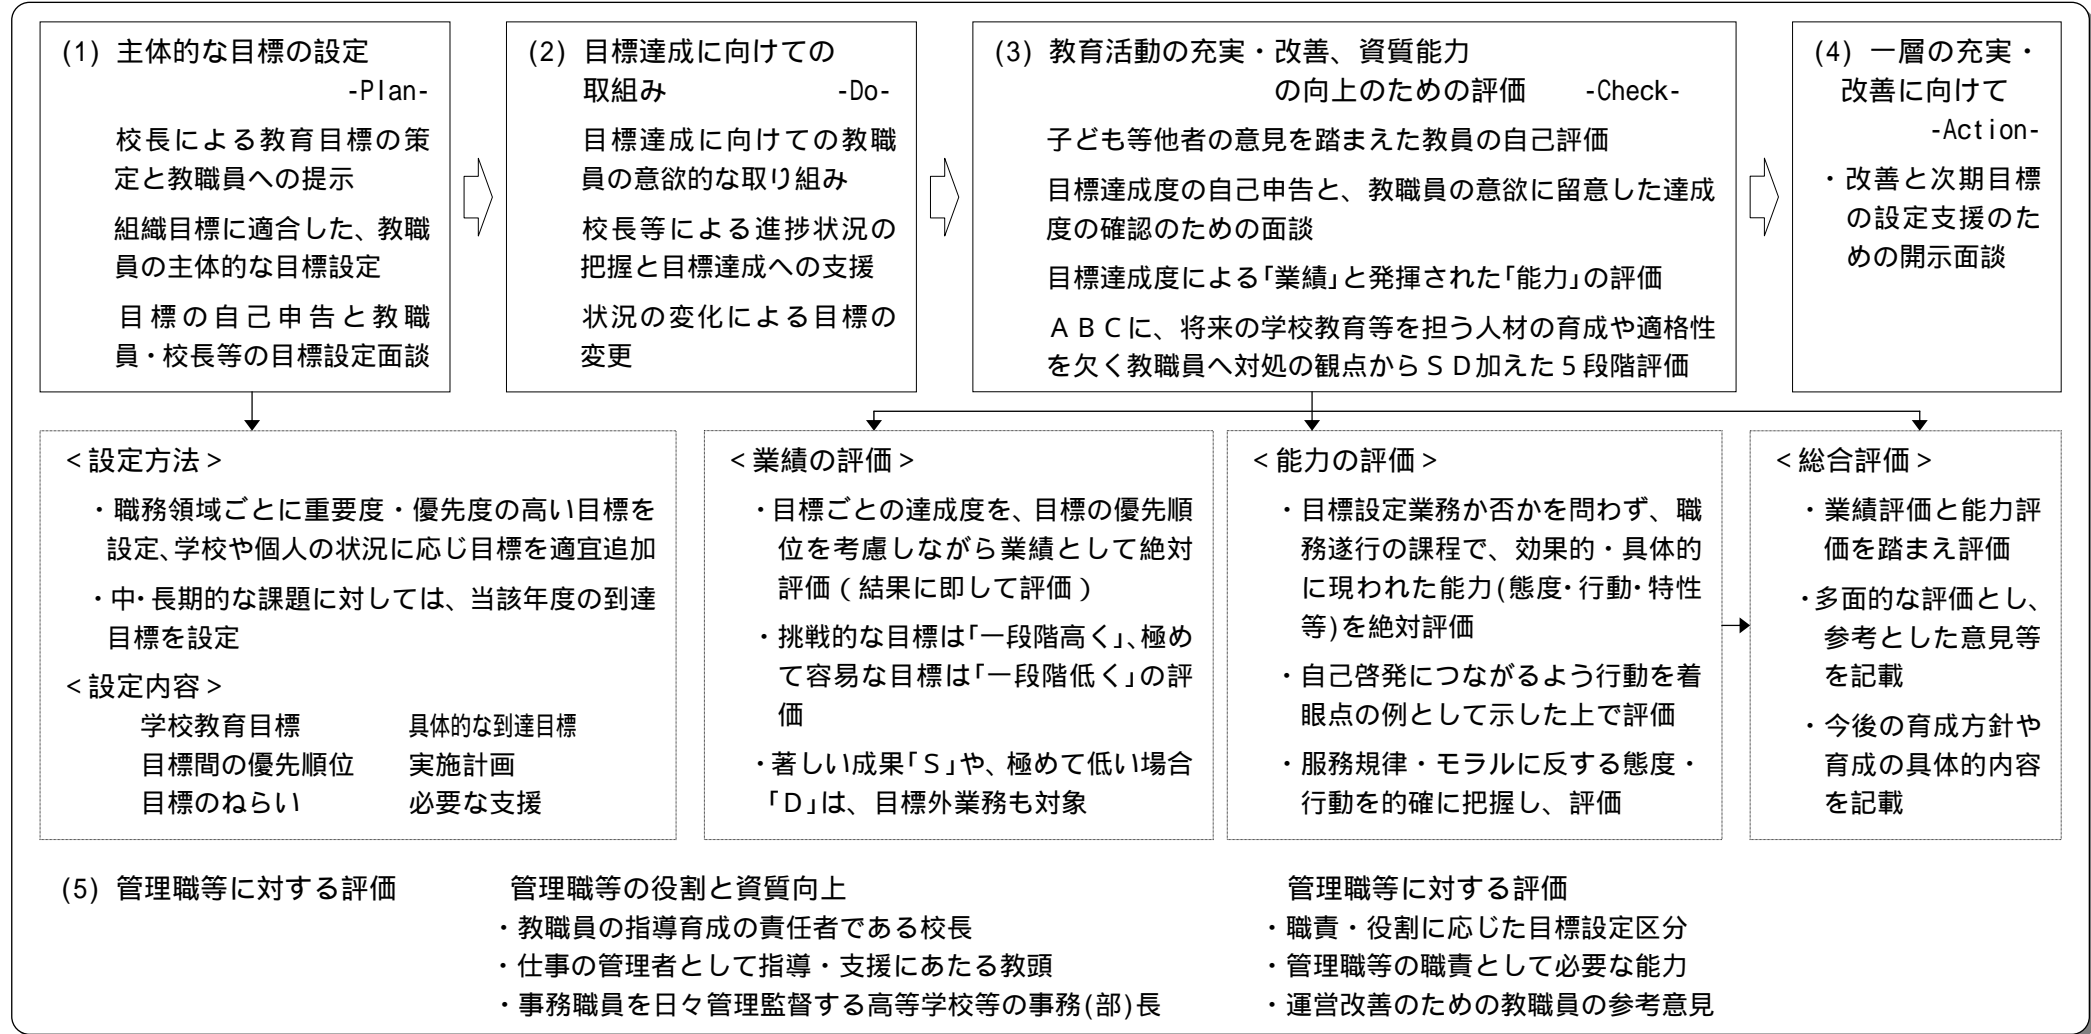 (1) 主体的な目標の設定
-Plan-
校長による教育目標の策
定と教職員への提示
組織目標に適合した、教職
員の主体的な目標設定
目標の自己申告と教職
員・校長等の目標設定面談
(2) 目標達成に向けての
取組み -Do-
目標達成に向けての教職
員の意欲的な取り組み
校長等による進捗状況の
把握と目標達成への支援
状況の変化による目標の
変更
(3) 教育活動の充実・改善、資質能力
の向上のための評価 -Check-
子ども等他者の意見を踏まえた教員の自己評価
目標達成度の自己申告と、教職員の意欲に留意した達成
度の確認のための面談
目標達成度による「業績」と発揮された「能力」の評価
ＡＢＣに、将来の学校教育等を担う人材の育成や適格性
を欠く教職員へ対処の観点からＳＤ加えた５段階評価
(4) 一層の充実・
改善に向けて
-Action-
・改善と次期目標
の設定支援のた
めの開示面談
<設定方法>
・職務領域ごとに重要度・優先度の高い目標を
設定、学校や個人の状況に応じ目標を適宜追加
・中・長期的な課題に対しては、当該年度の到達
目標を設定
<設定内容>
学校教育目標 具体的な到達目標
目標間の優先順位 実施計画
目標のねらい 必要な支援
<業績の評価>
・目標ごとの達成度を、目標の優先順
位を考慮しながら業績として絶対
評価(結果に即して評価)
・挑戦的な目標は「一段階高く」、極め
て容易な目標は「一段階低く」の評
価
・著しい成果「Ｓ」や、極めて低い場合
「Ｄ」は、目標外業務も対象
<能力の評価>
・目標設定業務か否かを問わず、職
務遂行の課程で、効果的・具体的
に現われた能力(態度・行動・特性
等)を絶対評価
・自己啓発につながるよう行動を着
眼点の例として示した上で評価
・服務規律・モラルに反する態度・
行動を的確に把握し、評価
<総合評価>
・業績評価と能力評
価を踏まえ評価
・多面的な評価とし、
参考とした意見等
を記載
・今後の育成方針や
育成の具体的内容
を記載
(5) 管理職等に対する評価
管理職等の役割と資質向上
・教職員の指導育成の責任者である校長
・仕事の管理者として指導・支援にあたる教頭
・事務職員を日々管理監督する高等学校等の事務(部)長
管理職等に対する評価
・職責・役割に応じた目標設定区分
・管理職等の職責として必要な能力
・運営改善のための教職員の参考意見